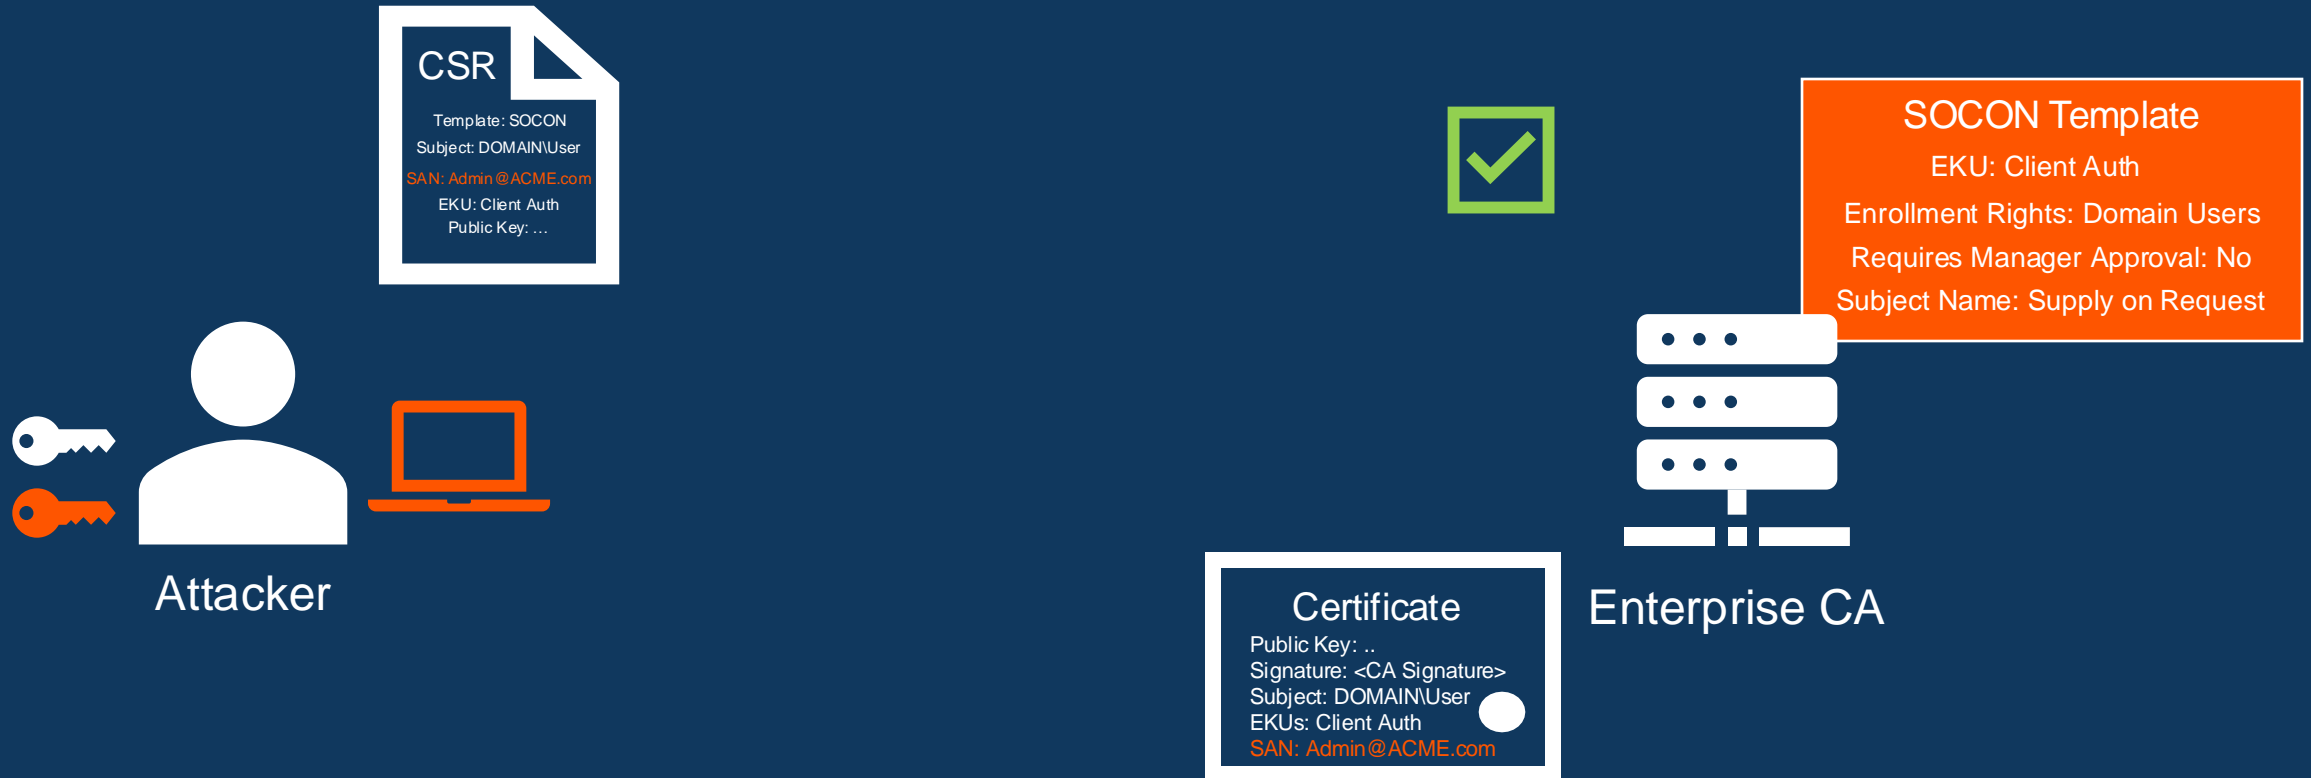 CSR
Template: SOCON
Subject: DOMAIN\User
SAN: Admin@ACME.com
EKU: Client Auth
Public Key: ...
SOCON Template
EKU: Client Auth
Enrollment Rights: Domain Users
Requires Manager Approval: No
Subject Name: Supply on Request
Attacker
Enterprise CA
Certificate
Public Key: ..
Signature: <CA Signature>
Subject: DOMAIN\User
EKUs: Client Auth
SAN: Admin@ACME.com